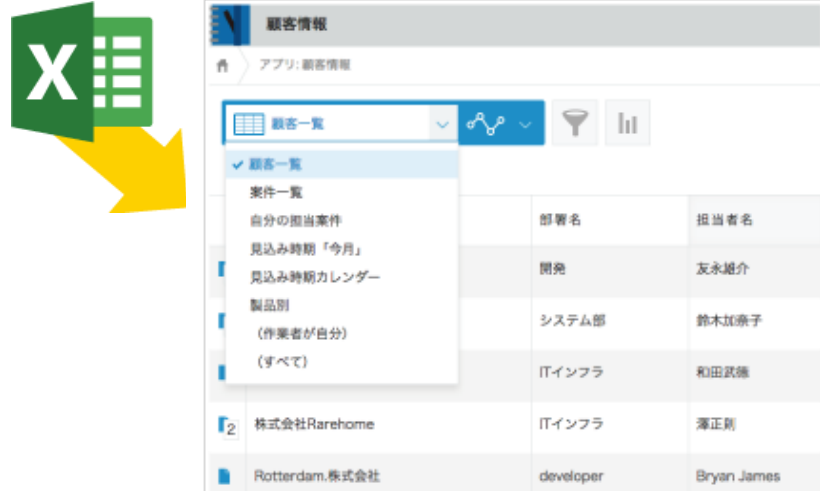 X
顧客情報
アプリ: 顧客情報
顧客一覧
顧客一覧
案件一覧
自分の担当案件
見込み時期「今月」
見込み時期カレンダー
製品別
（作業者が自分）
（すべて）
部署名 担当者名
開発 友永雄介
システム部 鈴木加奈子
ITインフラ 和田武徳
2 株式会社Rarehome ITインフラ 澤正則
Rotterdam.株式会社 developer Bryan James